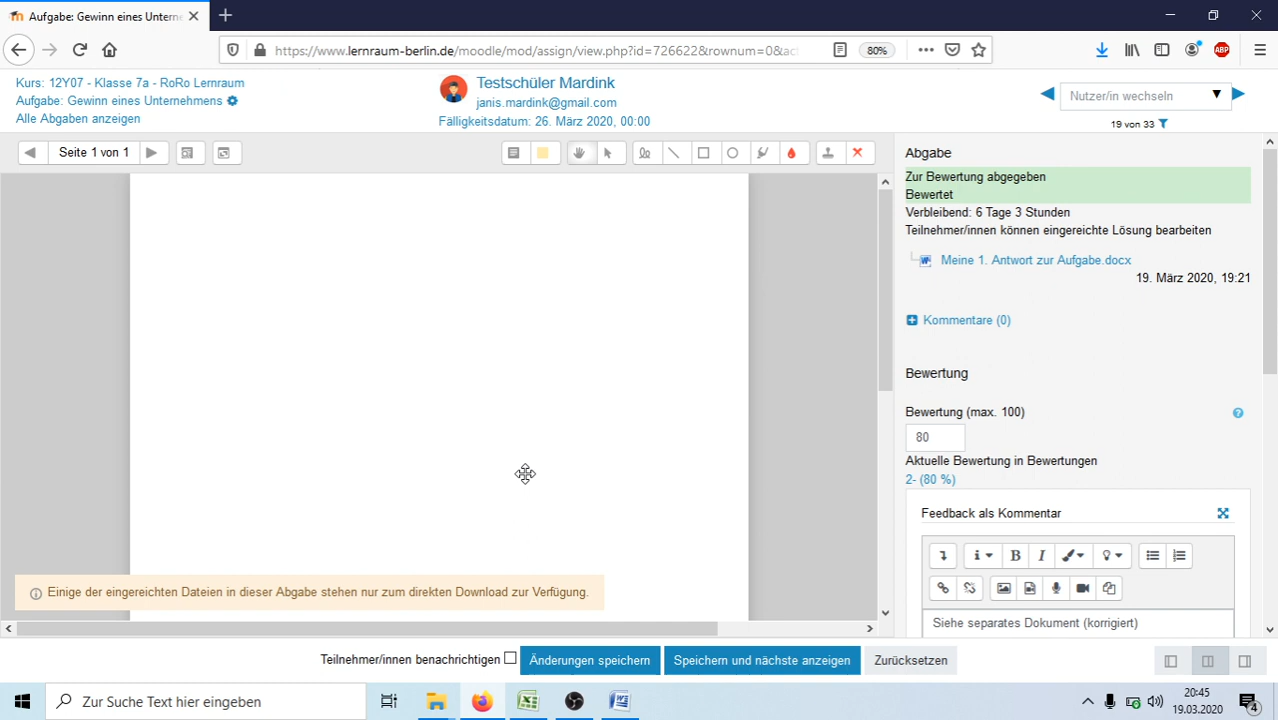 Aufgabe: Gewinn eines Unterne
https://www.lernraum-berlin.de/moodle/mod/assign/view.php?id=726622&rownum=0&ac
80%
ABP
Kurs: 12Y07 - Klasse 7a - RoRo Lernraum
Aufgabe: Gewinn eines Unternehmens
Alle Abgaben anzeigen
Testschüler Mardink
janis.mardink@gmail.com
Fälligkeitsdatum: 26. März 2020, 00:00
Nutzer/in wechseln
19 von 33
Seite 1 von 1
Abgabe
Zur Bewertung abgegeben
Bewertet
Verbleibend: 6 Tage 3 Stunden
Teilnehmer/innen können eingereichte Lösung bearbeiten
Meine 1. Antwort zur Aufgabe.docx
19. März 2020, 19:21
Kommentare (0)
Bewertung
Bewertung (max. 100)
80
Aktuelle Bewertung in Bewertungen
2- (80 %)
Feedback als Kommentar
B I
Siehe separates Dokument (korrigiert)
Einige der eingereichten Dateien in dieser Abgabe stehen nur zum direkten Download zur Verfügung.
Teilnehmer/innen benachrichtigen
Änderungen speichern
Speichern und nächste anzeigen
Zurücksetzen
Zur Suche Text hier eingeben
20:45
19.03.2020
4